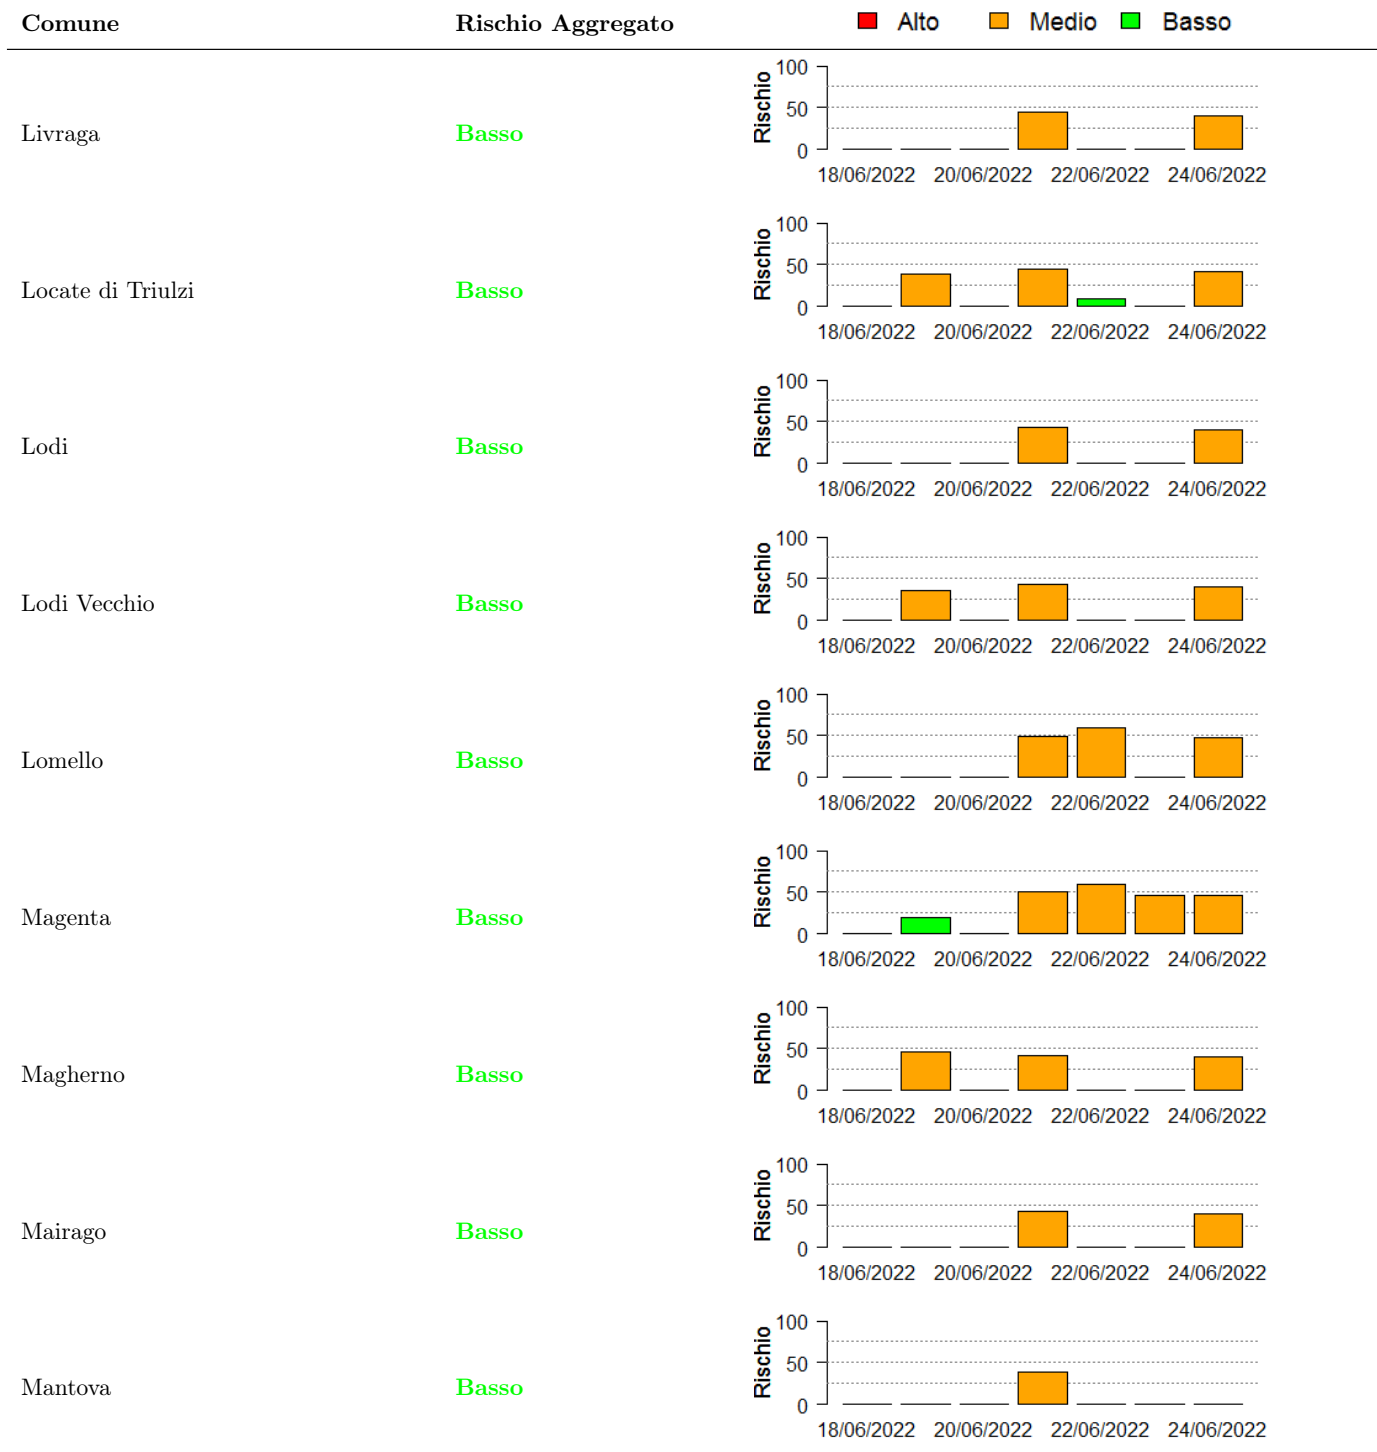 Comune Rischio Aggregato Alto Medio Basso
100
50
0
Rischio
Livraga Basso
18/06/2022 20/06/2022 22/06/2022 24/06/2022
100
50
0
Rischio
Locate di Triulzi Basso
18/06/2022 20/06/2022 22/06/2022 24/06/2022
100
50
0
Rischio
Lodi Basso
18/06/2022 20/06/2022 22/06/2022 24/06/2022
100
50
0
Rischio
Lodi Vecchio Basso
18/06/2022 20/06/2022 22/06/2022 24/06/2022
100
50
0
Rischio
Lomello Basso
18/06/2022 20/06/2022 22/06/2022 24/06/2022
100
50
0
Rischio
Magenta Basso
18/06/2022 20/06/2022 22/06/2022 24/06/2022
100
50
0
Rischio
Magherno Basso
18/06/2022 20/06/2022 22/06/2022 24/06/2022
100
50
0
Rischio
Mairago Basso
18/06/2022 20/06/2022 22/06/2022 24/06/2022
100
50
0
Rischio
Mantova Basso
18/06/2022 20/06/2022 22/06/2022 24/06/2022